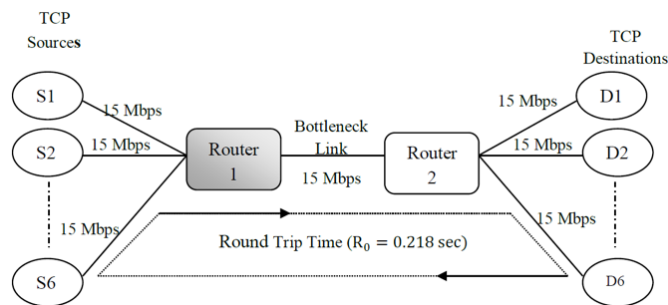 TCP
Sources
TCP
Destinations
S1
15 Mbps
15 Mbps
D1
S2
15 Mbps
Router
1
Bottleneck
Link
15 Mbps
Router
2
15 Mbps
D2
15 Mbps
15 Mbps
Round Trip Time (R₀ = 0.218 sec)
S6
D6